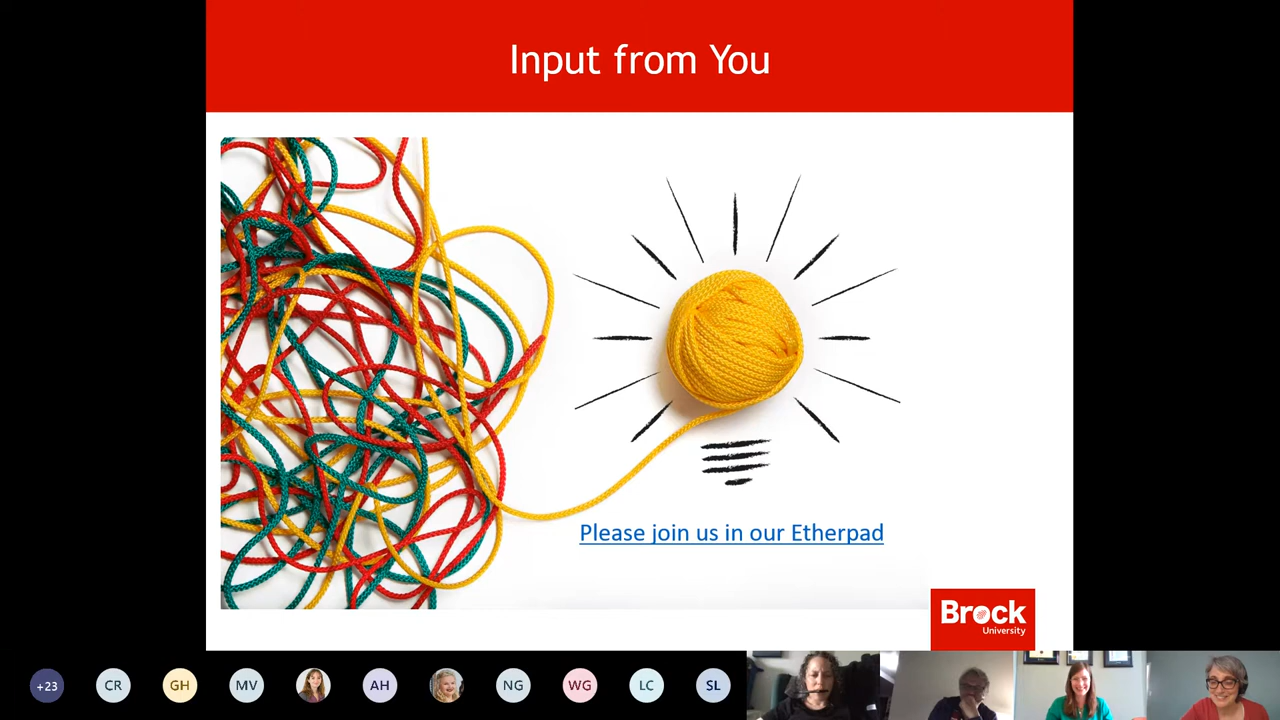 Input from You
Please join us in our Etherpad
Brock
University
+23
CR
GH
MV
AH
NG
WG
LC
SL